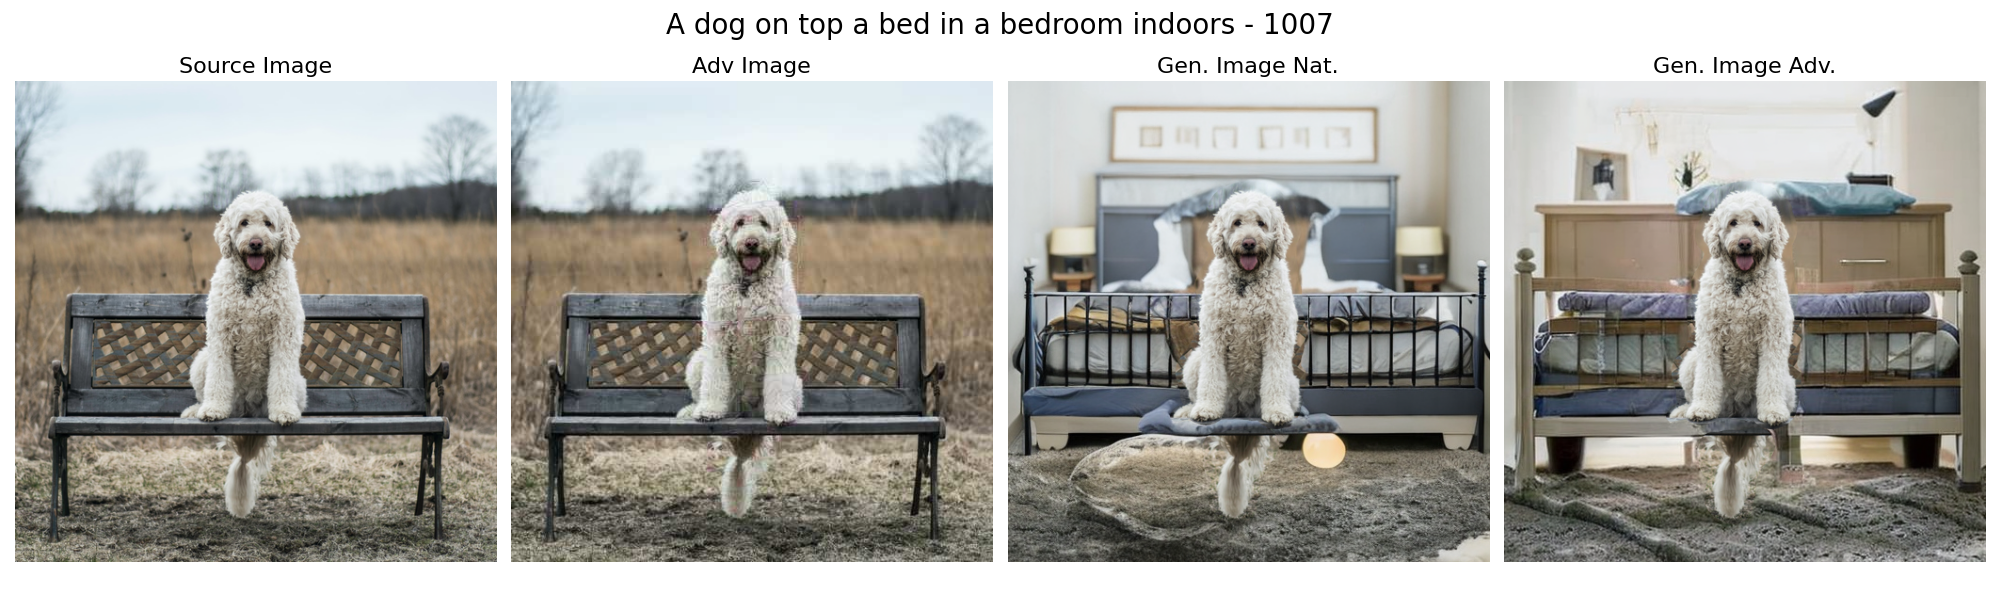 A dog on top a bed in a bedroom indoors - 1007
Source Image
Adv Image
Gen. Image Nat.
Gen. Image Adv.